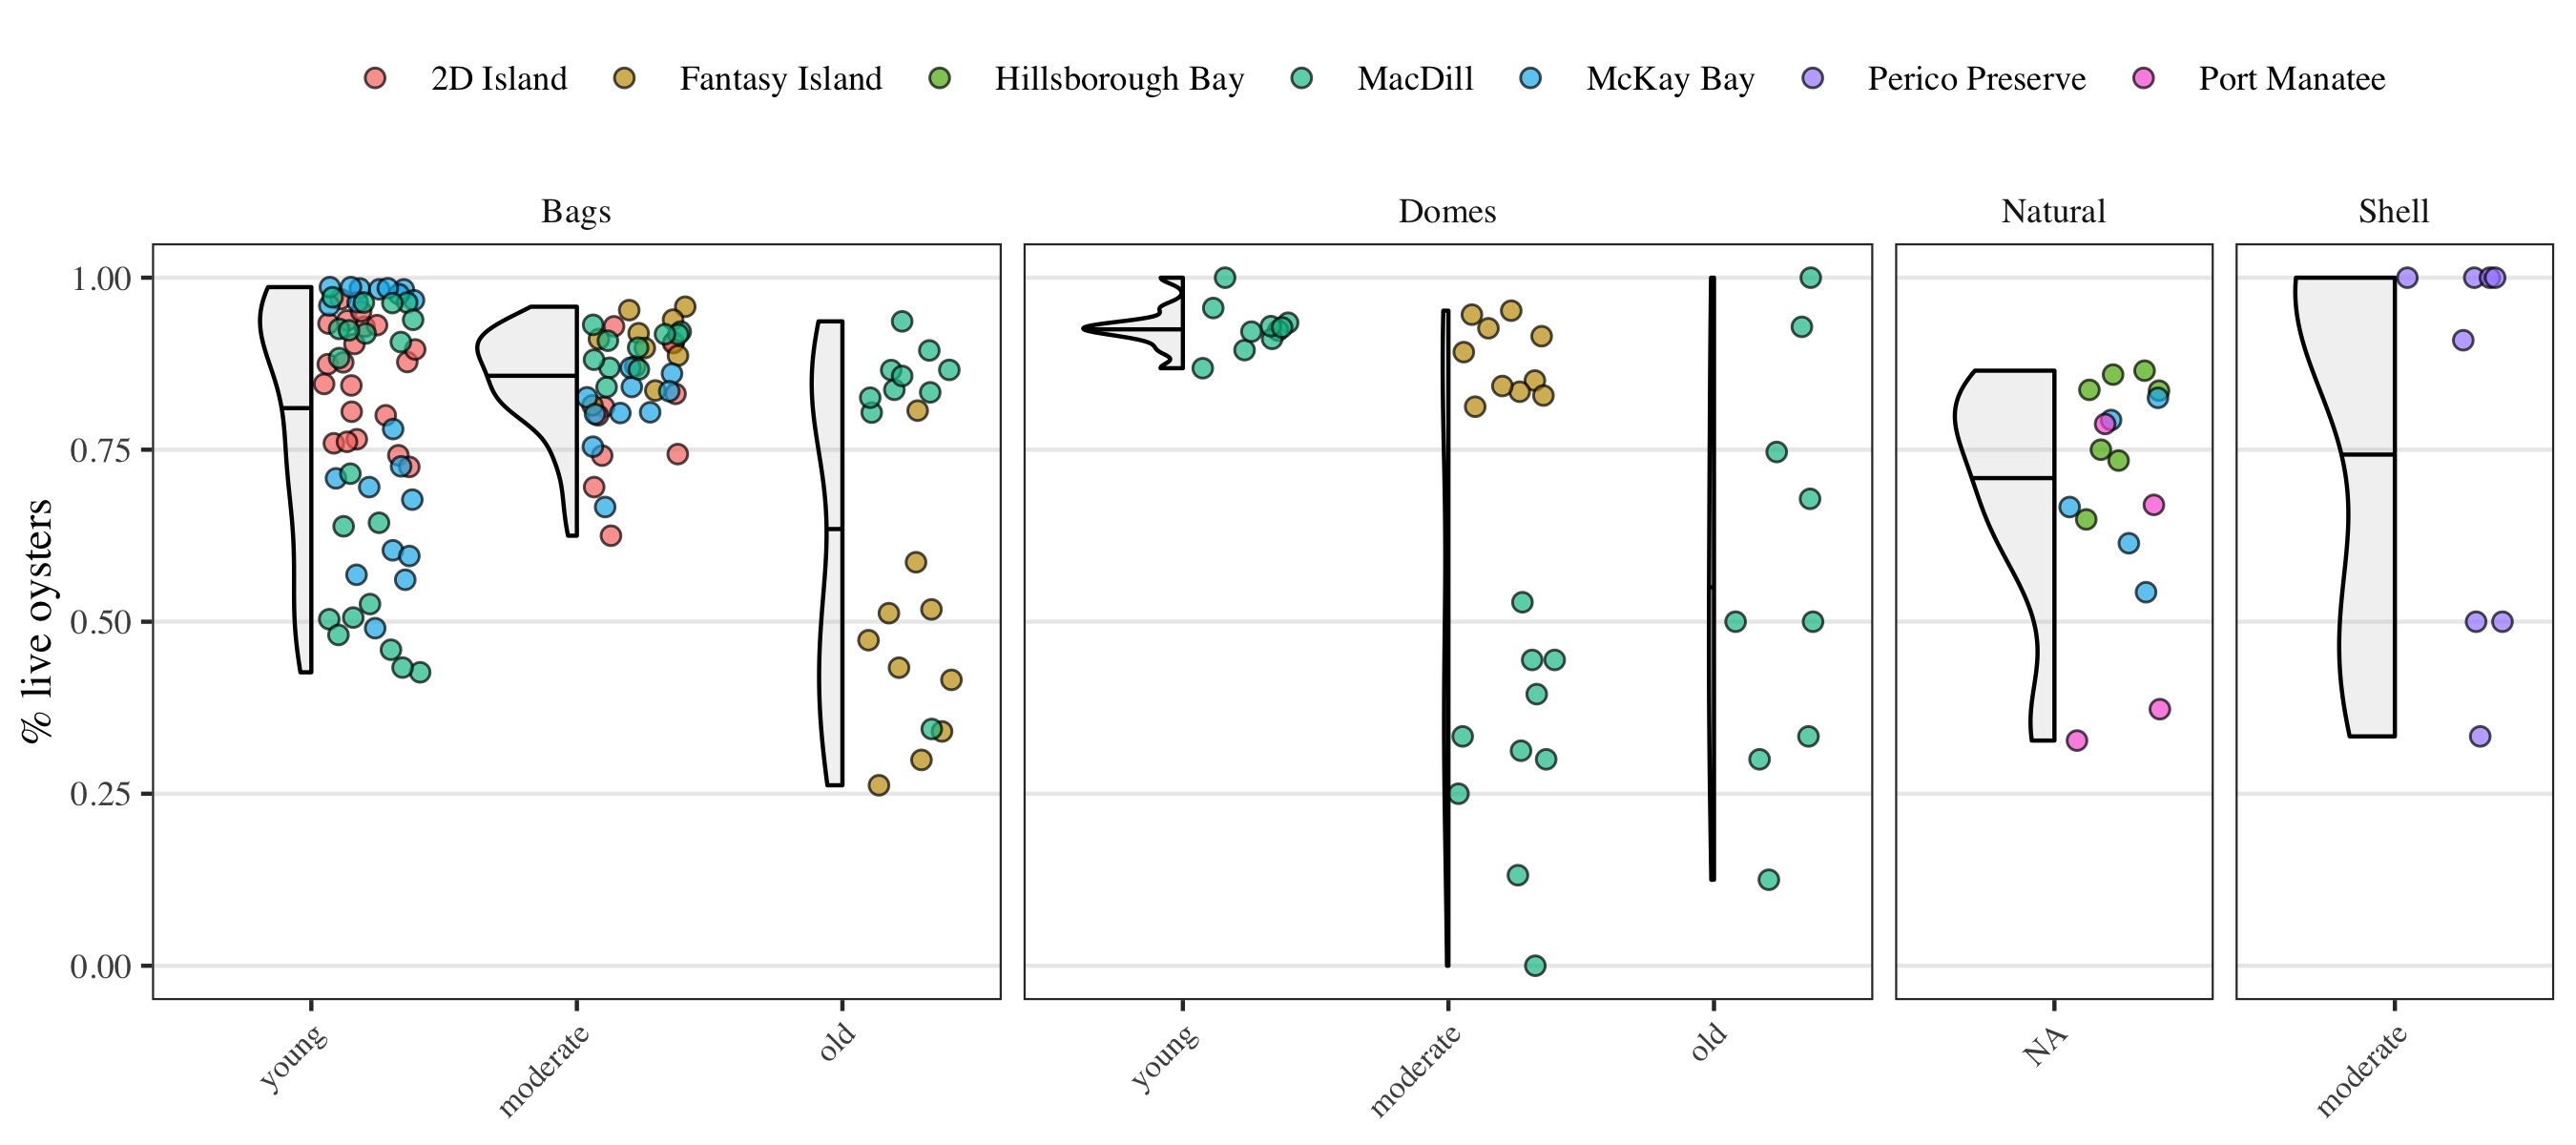 2D Island Fantasy Island Hillsborough Bay MacDill McKay Bay Perico Preserve Port Manatee
Bags Domes Natural Shell
% live oysters
1.00
0.75
0.50
0.25
0.00
young moderate old young moderate old NA moderate